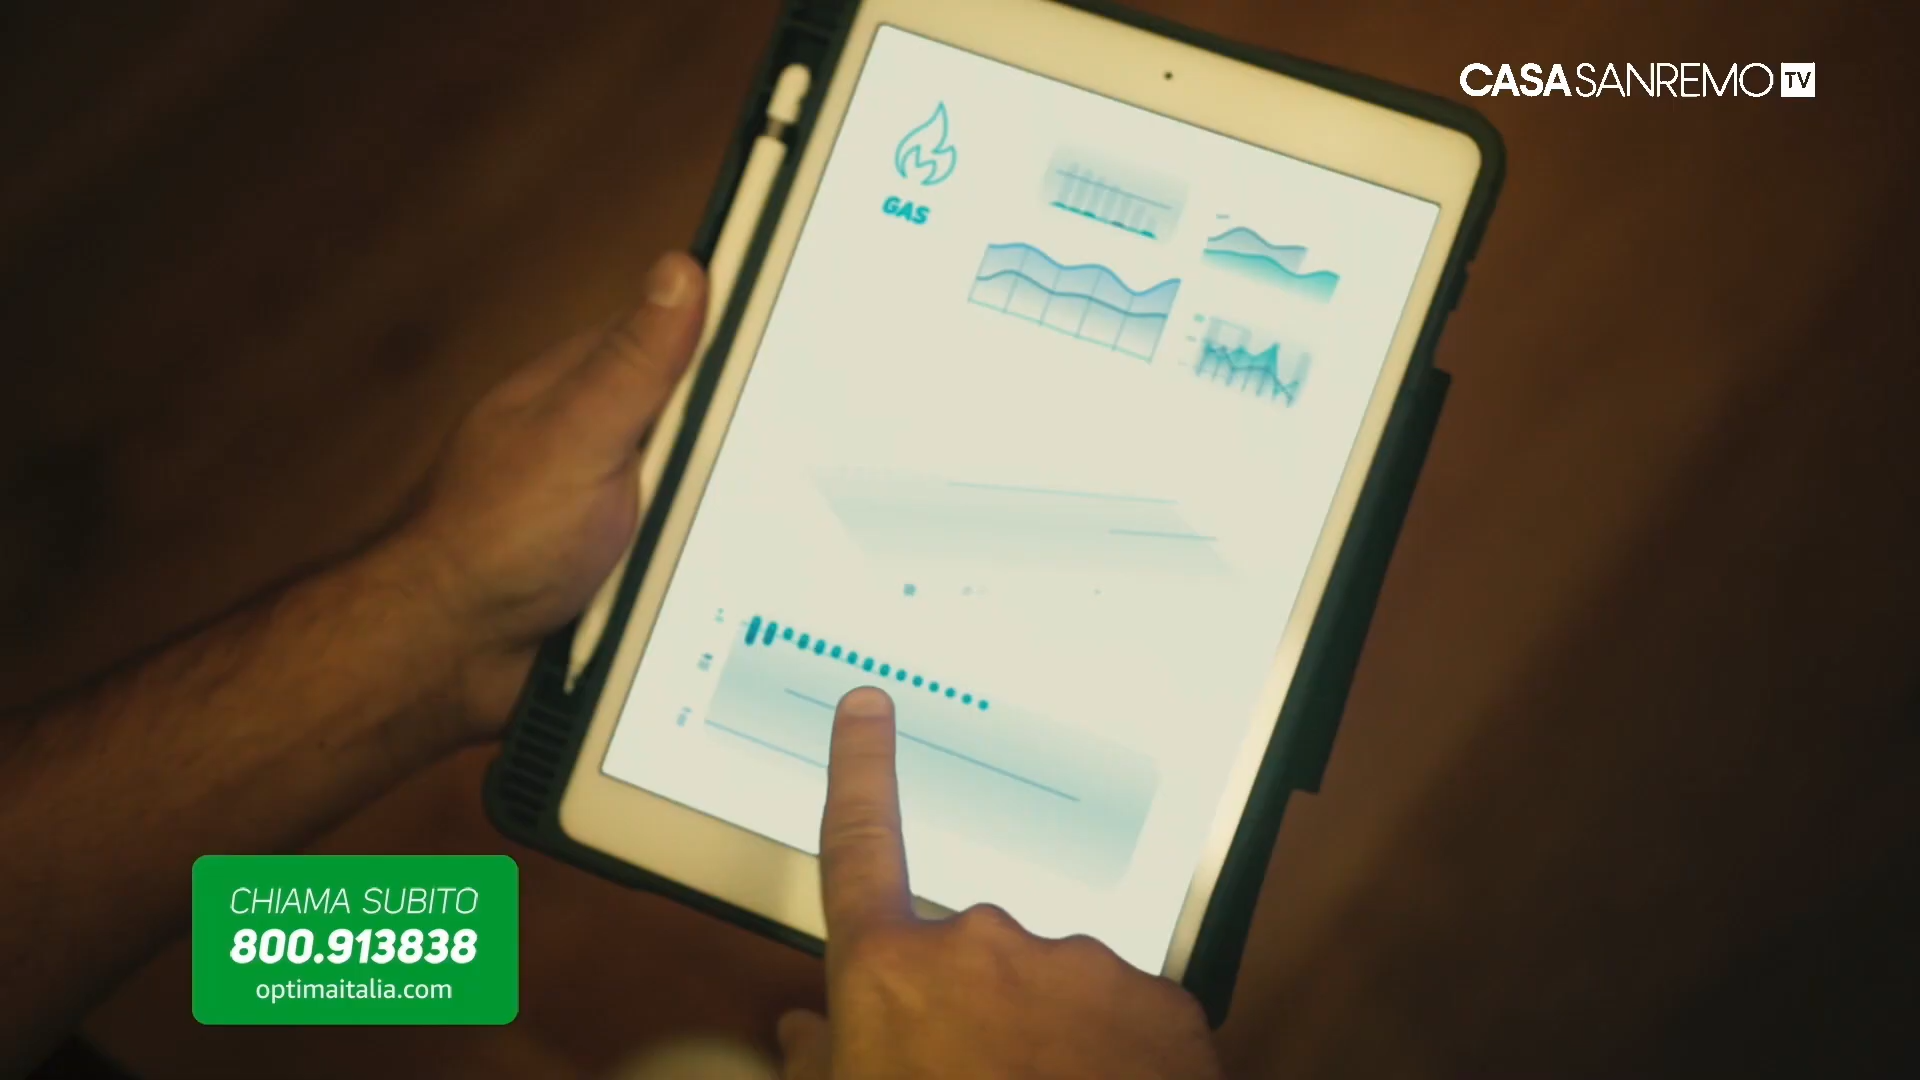 CASASANREMO TV
GAS
CHIAMA SUBITO
800.913838
optimaitalia.com